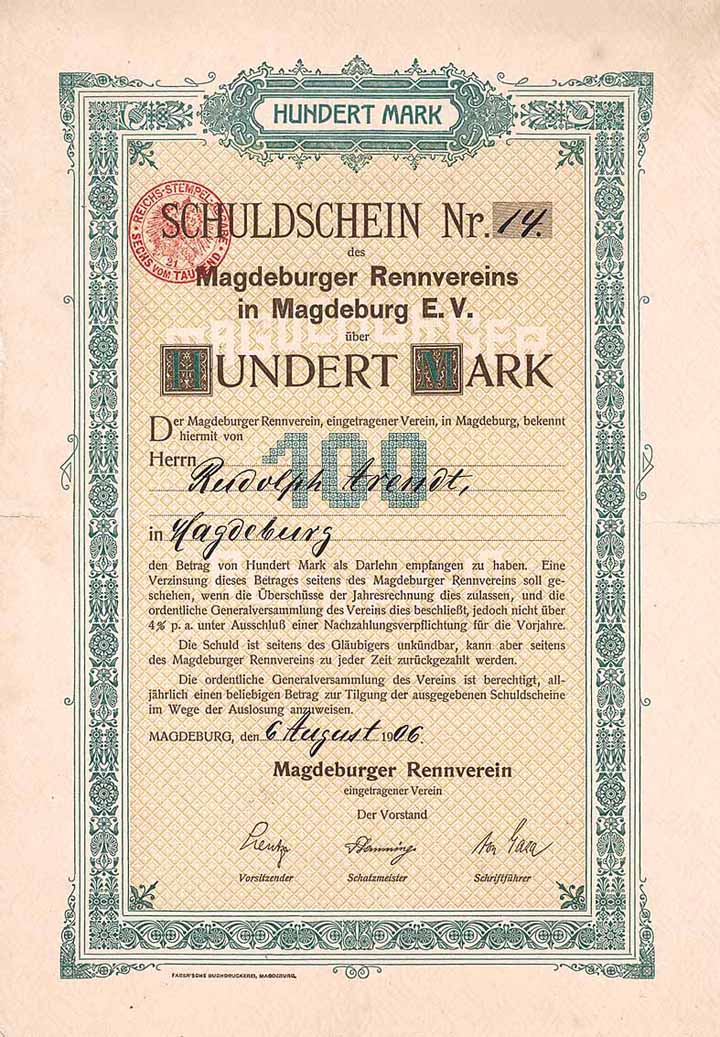 HUNDERT MARK
REICHS-STEMPEL-ABGABE
SECHS VOM TAUSEND
SCHULDSCHEIN Nr. 14.
des
Magdeburger Rennvereins
in Magdeburg E. V.
über
HUNDERT MARK
Der Magdeburger Rennverein, eingetragener Verein, in Magdeburg, bekennt
hiermit von
100
Herrn
Rudolph Arendt,
in Magdeburg
den Betrag von Hundert Mark als Darlehn empfangen zu haben. Eine
Verzinsung dieses Betrages seitens des Magdeburger Rennvereins soll ge-
schehen, wenn die Überschüsse der Jahresrechnung dies zulassen, und die
ordentliche Generalversammlung des Vereins dies beschließt, jedoch nicht über
4% p. a. unter Ausschluß einer Nachzahlungsverpflichtung für die Vorjahre.
Die Schuld ist seitens des Gläubigers unkündbar, kann aber seitens
des Magdeburger Rennvereins zu jeder Zeit zurückgezahlt werden.
Die ordentliche Generalversammlung des Vereins ist berechtigt, all-
jährlich einen beliebigen Betrag zur Tilgung der ausgegebenen Schuldscheine
im Wege der Auslosung anzuweisen.
MAGDEBURG, den 6 August 1906.
Magdeburger Rennverein
eingetragener Verein
Der Vorstand
Vorsitzender Schatzmeister Schriftführer
FABER'SCHE BUCHDRUCKEREI, MAGDEBURG.